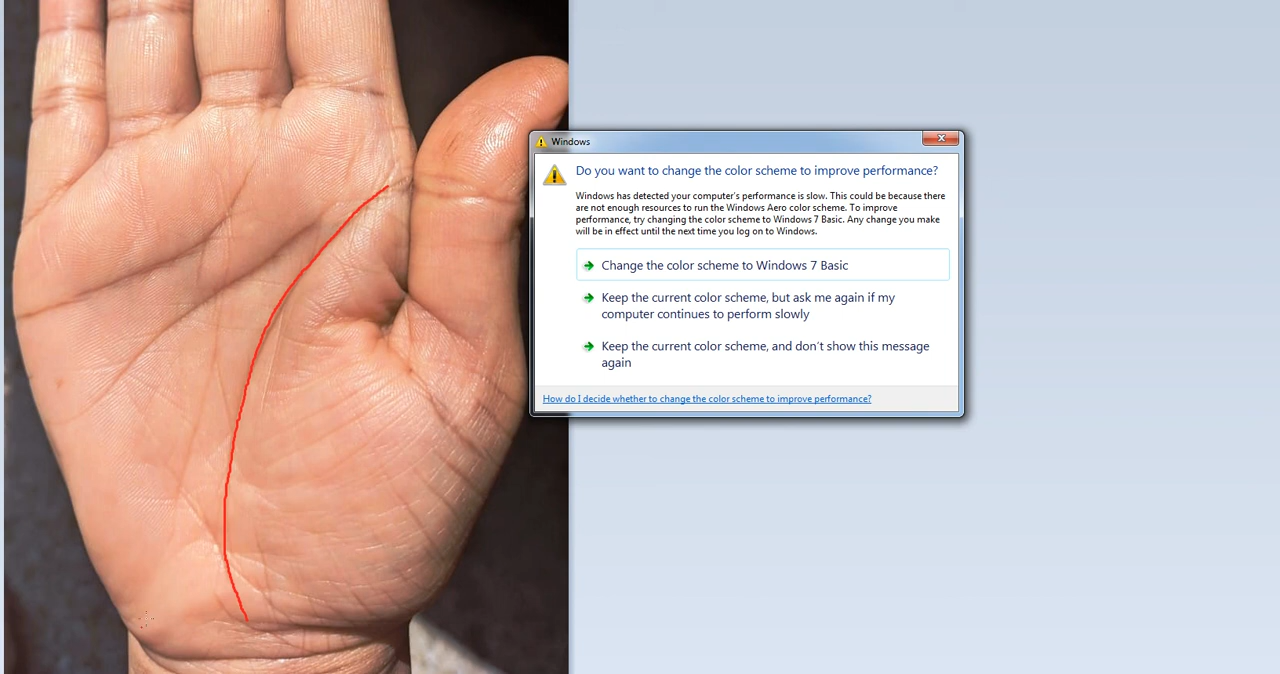 Windows
Do you want to change the color scheme to improve performance?
Windows has detected your computer's performance is slow. This could be because there
are not enough resources to run the Windows Aero color scheme. To improve
performance, try changing the color scheme to Windows 7 Basic. Any change you make
will be in effect until the next time you log on to Windows.
Change the color scheme to Windows 7 Basic
Keep the current color scheme, but ask me again if my
computer continues to perform slowly
Keep the current color scheme, and don't show this message
again
How do I decide whether to change the color scheme to improve performance?